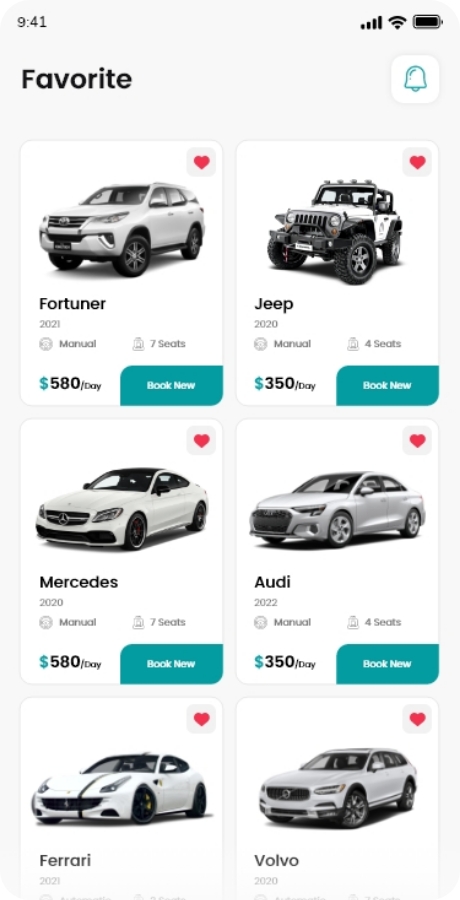 9:41
Favorite
Fortuner
2021
Manual 7 Seats
$580/Day Book New
Jeep
2020
Manual 4 Seats
$350/Day Book New
Mercedes
2020
Manual 7 Seats
$580/Day Book New
Audi
2022
Manual 4 Seats
$350/Day Book New
Ferrari
2021
Volvo
2020